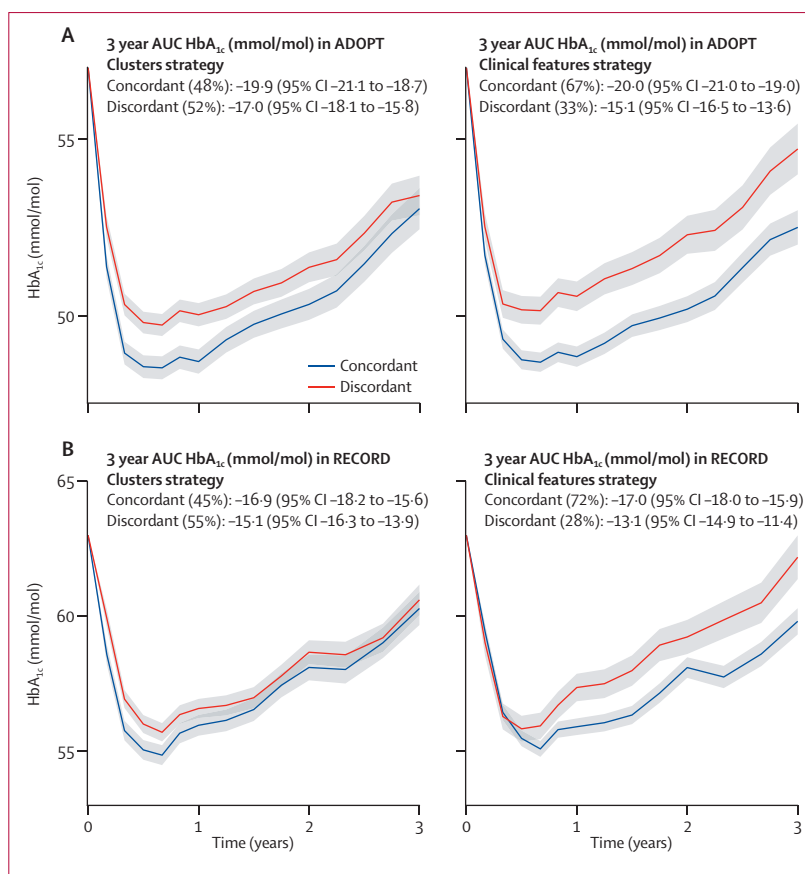 A
3 year AUC HbA1c (mmol/mol) in ADOPT
Clusters strategy
Concordant (48%): –19·9 (95% CI –21·1 to –18·7)
Discordant (52%): –17·0 (95% CI –18·1 to –15·8)
3 year AUC HbA1c (mmol/mol) in ADOPT
Clinical features strategy
Concordant (67%): –20·0 (95% CI –21·0 to –19·0)
Discordant (33%): –15·1 (95% CI –16·5 to –13·6)
55
50
HbA1c (mmol/mol)
Concordant
Discordant
B
3 year AUC HbA1c (mmol/mol) in RECORD
Clusters strategy
Concordant (45%): –16·9 (95% CI –18·2 to –15·6)
Discordant (55%): –15·1 (95% CI –16·3 to –13·9)
3 year AUC HbA1c (mmol/mol) in RECORD
Clinical features strategy
Concordant (72%): –17·0 (95% CI –18·0 to –15·9)
Discordant (28%): –13·1 (95% CI –14·9 to –11·4)
65
60
55
HbA1c (mmol/mol)
0 1 2 3
Time (years)
0 1 2 3
Time (years)